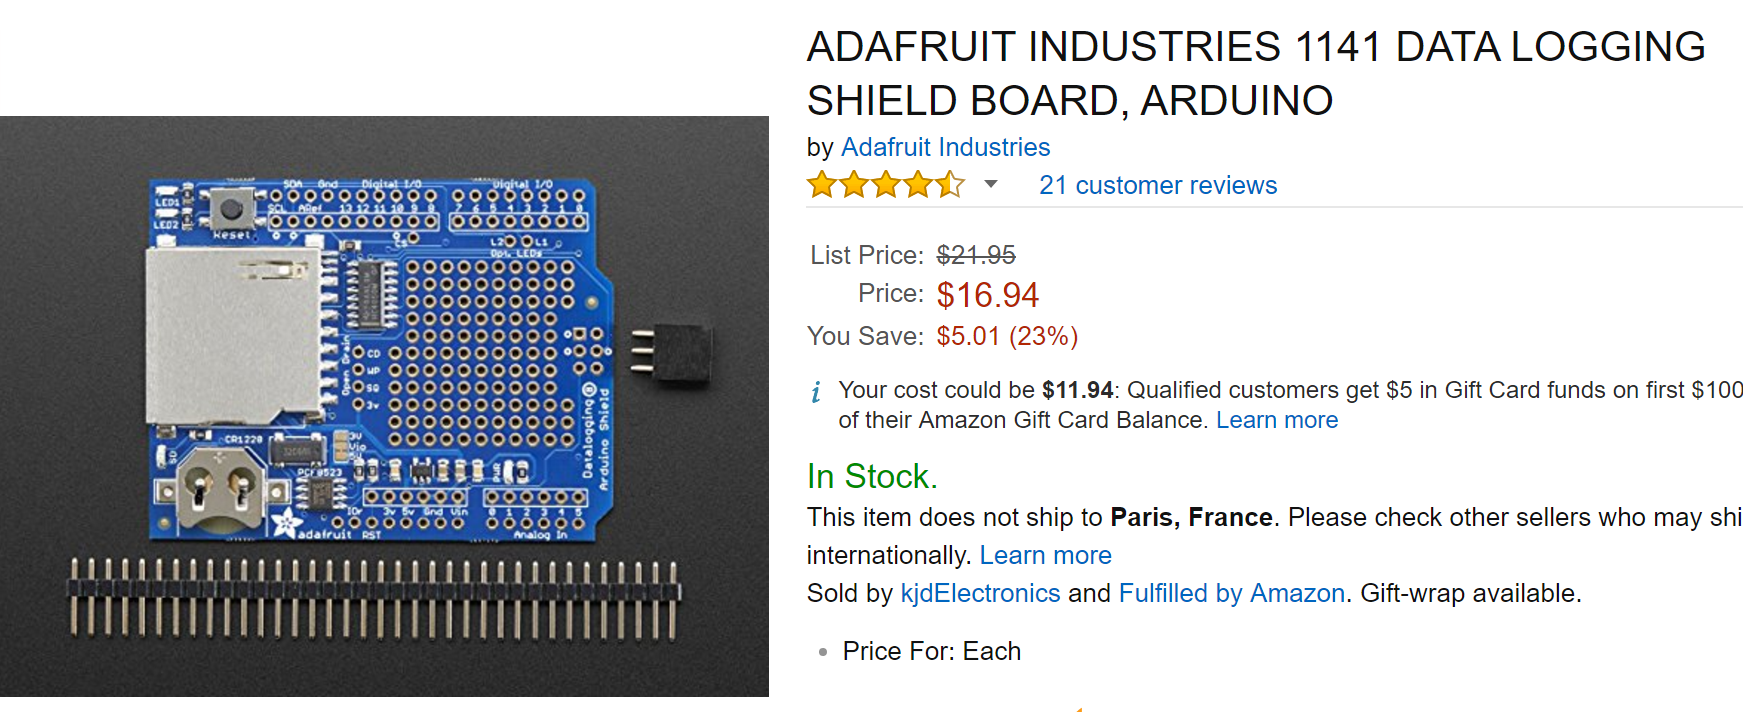 ADAFRUIT INDUSTRIES 1141 DATA LOGGING
SHIELD BOARD, ARDUINO
by Adafruit Industries
21 customer reviews
List Price: $21.95
Price: $16.94
You Save: $5.01 (23%)
i Your cost could be $11.94: Qualified customers get $5 in Gift Card funds on first $100
of their Amazon Gift Card Balance. Learn more
In Stock.
This item does not ship to Paris, France. Please check other sellers who may shi
internationally. Learn more
Sold by kjdElectronics and Fulfilled by Amazon. Gift-wrap available.
Price For: Each
SDA Gnd Digital I/O Digital I/O
LED1
SCL ARef 13 12 11 10 9 8 7 6 5 4 3 2 1 0
LED2
Reset
CS
L2 L1
Opt. LEDs
Open Drain
CD
WP
SQ
3v
Datalogging
Arduino Shield
CR1220
3V
Vio
5V
PCF8523
PWR
IOr 3v 5v Gnd Vin 0 1 2 3 4 5
adafruit RST Analog In